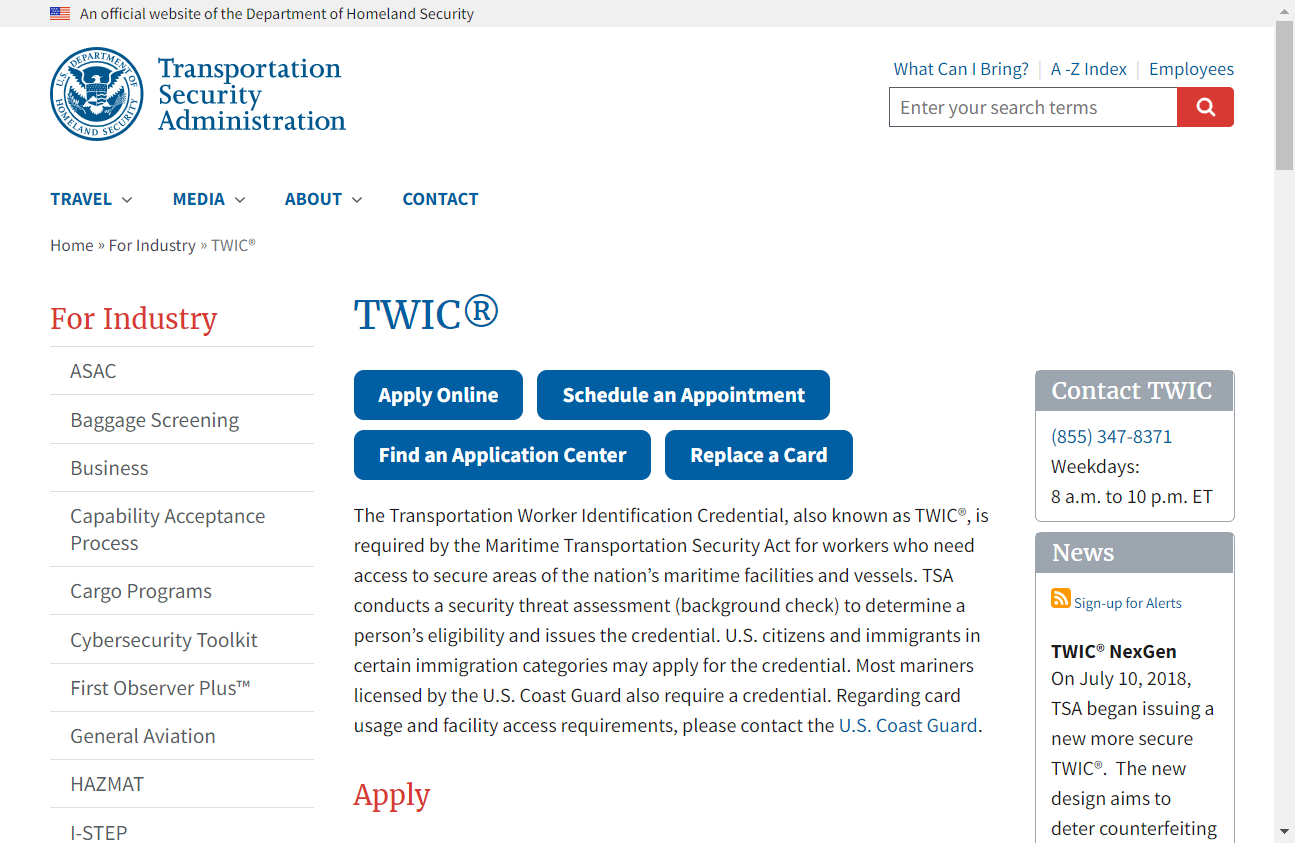 An official website of the Department of Homeland Security
U.S. DEPARTMENT OF HOMELAND SECURITY
Transportation
Security
Administration
What Can I Bring?
A -Z Index
Employees
Enter your search terms
TRAVEL
MEDIA
ABOUT
CONTACT
Home » For Industry » TWIC®
For Industry
ASAC
Baggage Screening
Business
Capability Acceptance
Process
Cargo Programs
Cybersecurity Toolkit
First Observer Plus™
General Aviation
HAZMAT
I-STEP
TWIC®
Apply Online
Schedule an Appointment
Find an Application Center
Replace a Card
The Transportation Worker Identification Credential, also known as TWIC®, is
required by the Maritime Transportation Security Act for workers who need
access to secure areas of the nation’s maritime facilities and vessels. TSA
conducts a security threat assessment (background check) to determine a
person’s eligibility and issues the credential. U.S. citizens and immigrants in
certain immigration categories may apply for the credential. Most mariners
licensed by the U.S. Coast Guard also require a credential. Regarding card
usage and facility access requirements, please contact the U.S. Coast Guard.
Apply
Contact TWIC
(855) 347-8371
Weekdays:
8 a.m. to 10 p.m. ET
News
Sign-up for Alerts
TWIC® NexGen
On July 10, 2018,
TSA began issuing a
new more secure
TWIC®. The new
design aims to
deter counterfeiting